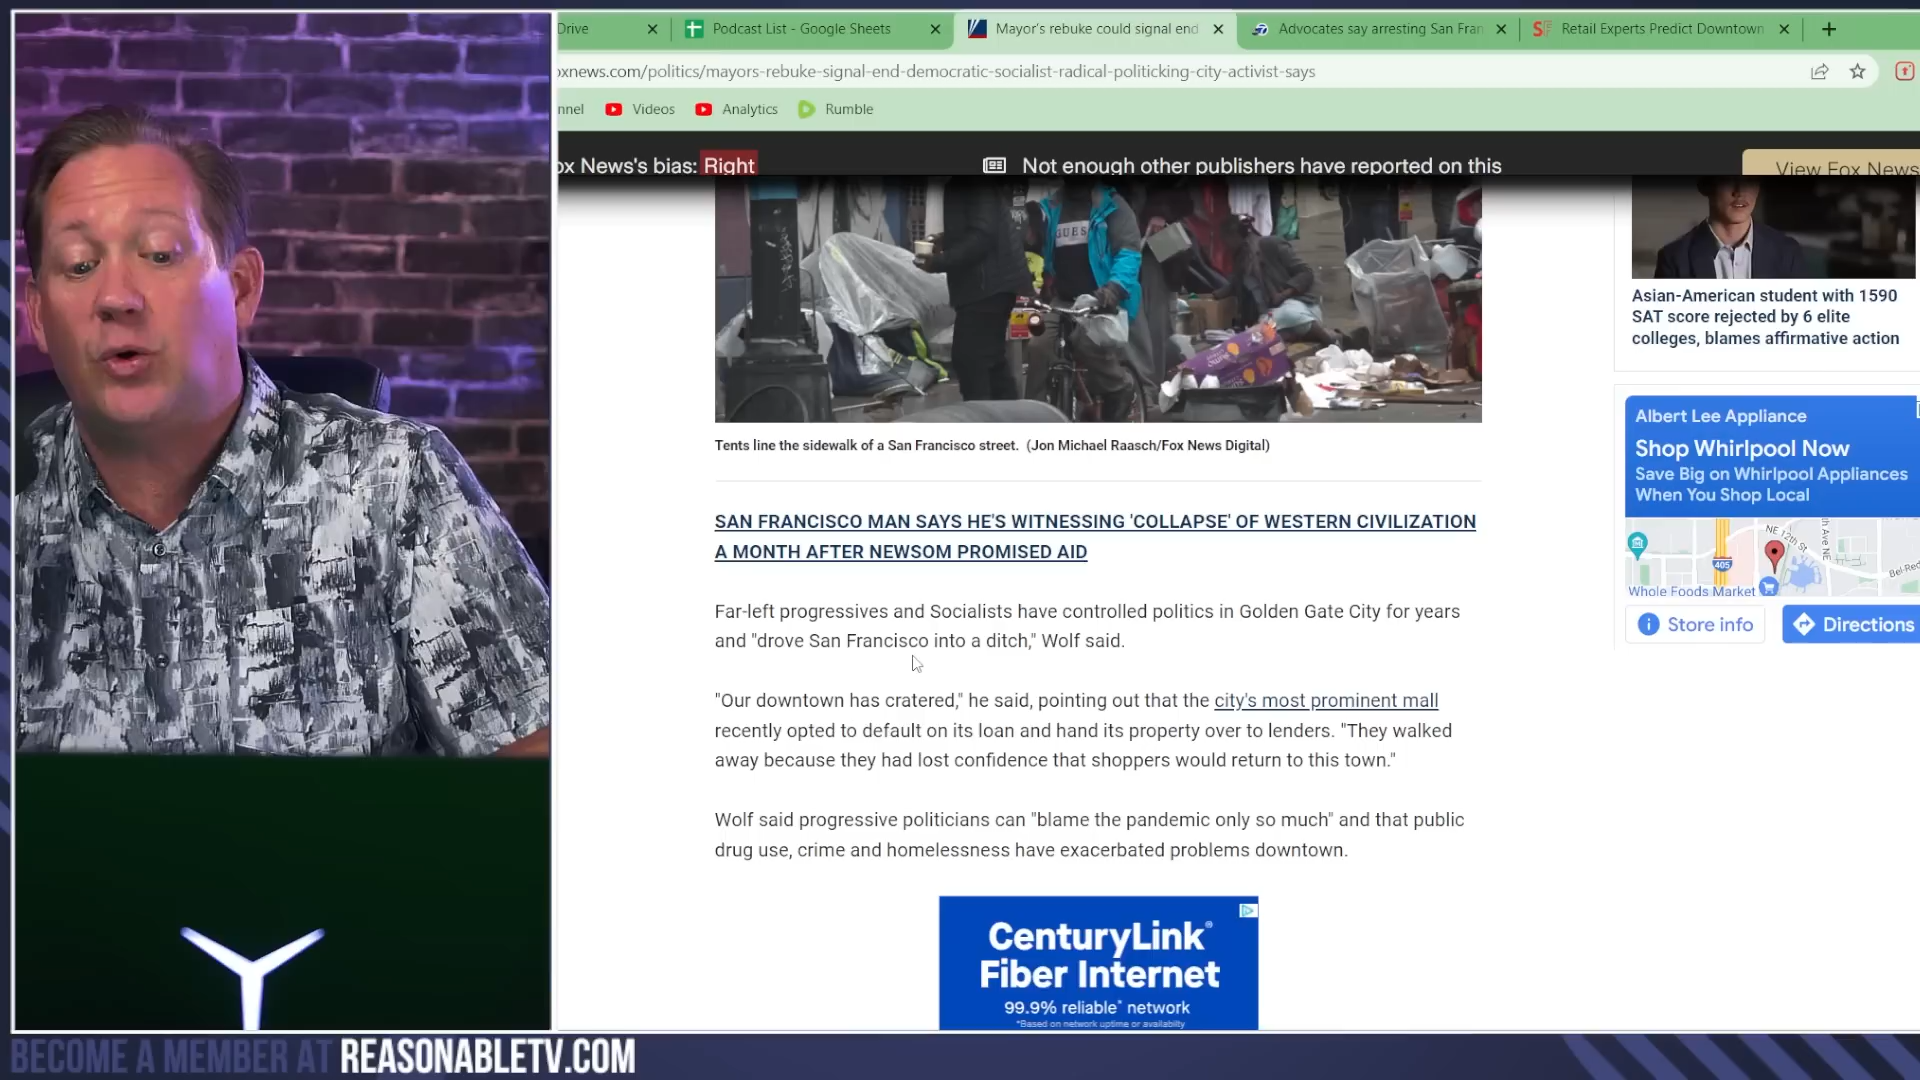 Drive
Podcast List - Google Sheets
Mayor's rebuke could signal end
Advocates say arresting San Fran
Retail Experts Predict Downtown
oxnews.com/politics/mayors-rebuke-signal-end-democratic-socialist-radical-politicking-city-activist-says
nnel
Videos
Analytics
Rumble
ox News's bias: Right
Not enough other publishers have reported on this
View Fox News
GUES
Tents line the sidewalk of a San Francisco street. (Jon Michael Raasch/Fox News Digital)
SAN FRANCISCO MAN SAYS HE'S WITNESSING 'COLLAPSE' OF WESTERN CIVILIZATION
A MONTH AFTER NEWSOM PROMISED AID
Far-left progressives and Socialists have controlled politics in Golden Gate City for years
and "drove San Francisco into a ditch," Wolf said.
"Our downtown has cratered," he said, pointing out that the city's most prominent mall
recently opted to default on its loan and hand its property over to lenders. "They walked
away because they had lost confidence that shoppers would return to this town."
Wolf said progressive politicians can "blame the pandemic only so much" and that public
drug use, crime and homelessness have exacerbated problems downtown.
CenturyLink®
Fiber Internet
99.9% reliable* network
*Based on network uptime or availability
Asian-American student with 1590
SAT score rejected by 6 elite
colleges, blames affirmative action
Albert Lee Appliance
Shop Whirlpool Now
Save Big on Whirlpool Appliances
When You Shop Local
NE 12th St
405
Bel-Red
Whole Foods Market
Store info
Directions
BECOME A MEMBER AT REASONABLETV.COM